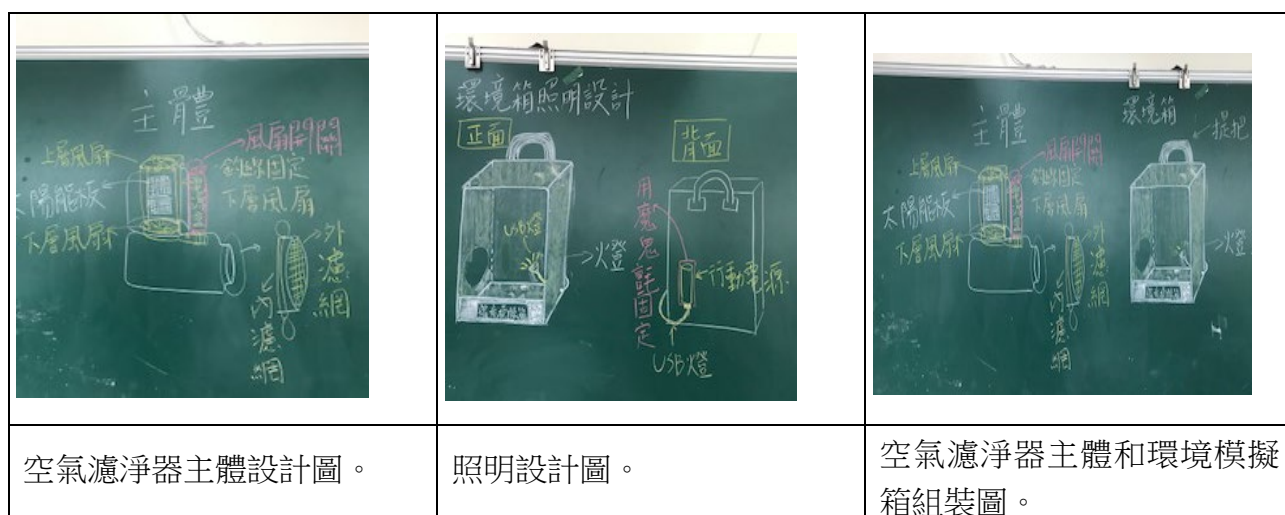 主體
風扇開關
上層風扇
鈎綿固定
太陽能板
下層風扇
下層風扇
外濾網
內濾網
環境箱照明設計
正面
背面
USB燈
燈
用魔鬼氈固定
行動電源
USB燈
主體
環境箱
提把
風扇開關
上層風扇
太陽能板
下層風扇
下層風扇
燈
外濾網
內濾網
空氣濾淨器主體設計圖。
照明設計圖。
空氣濾淨器主體和環境模擬
箱組裝圖。